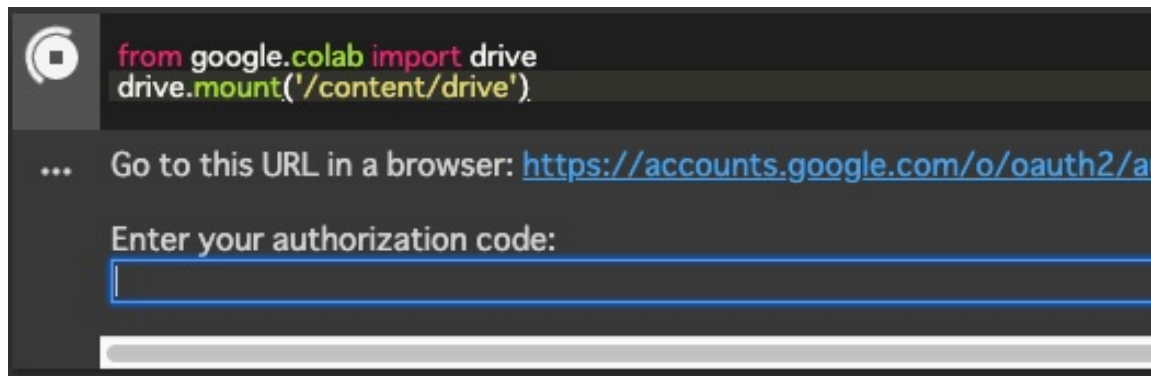 from google.colab import drive
drive.mount('/content/drive')
... Go to this URL in a browser: https://accounts.google.com/o/oauth2/a
Enter your authorization code: